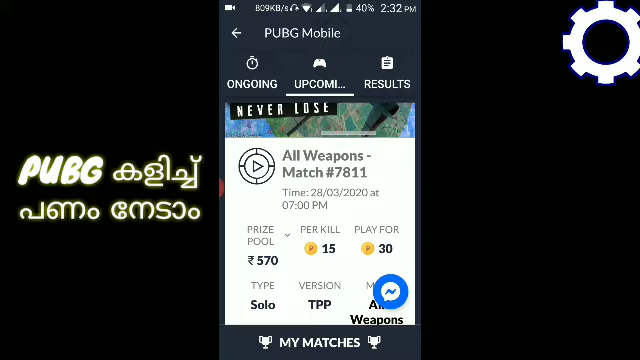 809KB/s 40% 2:32 PM
PUBG Mobile
ONGOING UPCOMI... RESULTS
NEVER LOSE
All Weapons -
Match #7811
Time: 28/03/2020 at
07:00 PM
PUBG കളിച്ച്
പണം നേടാം
PRIZE POOL PER KILL PLAY FOR
₹ 570 15 30
TYPE VERSION
Solo TPP
Weapons
MY MATCHES